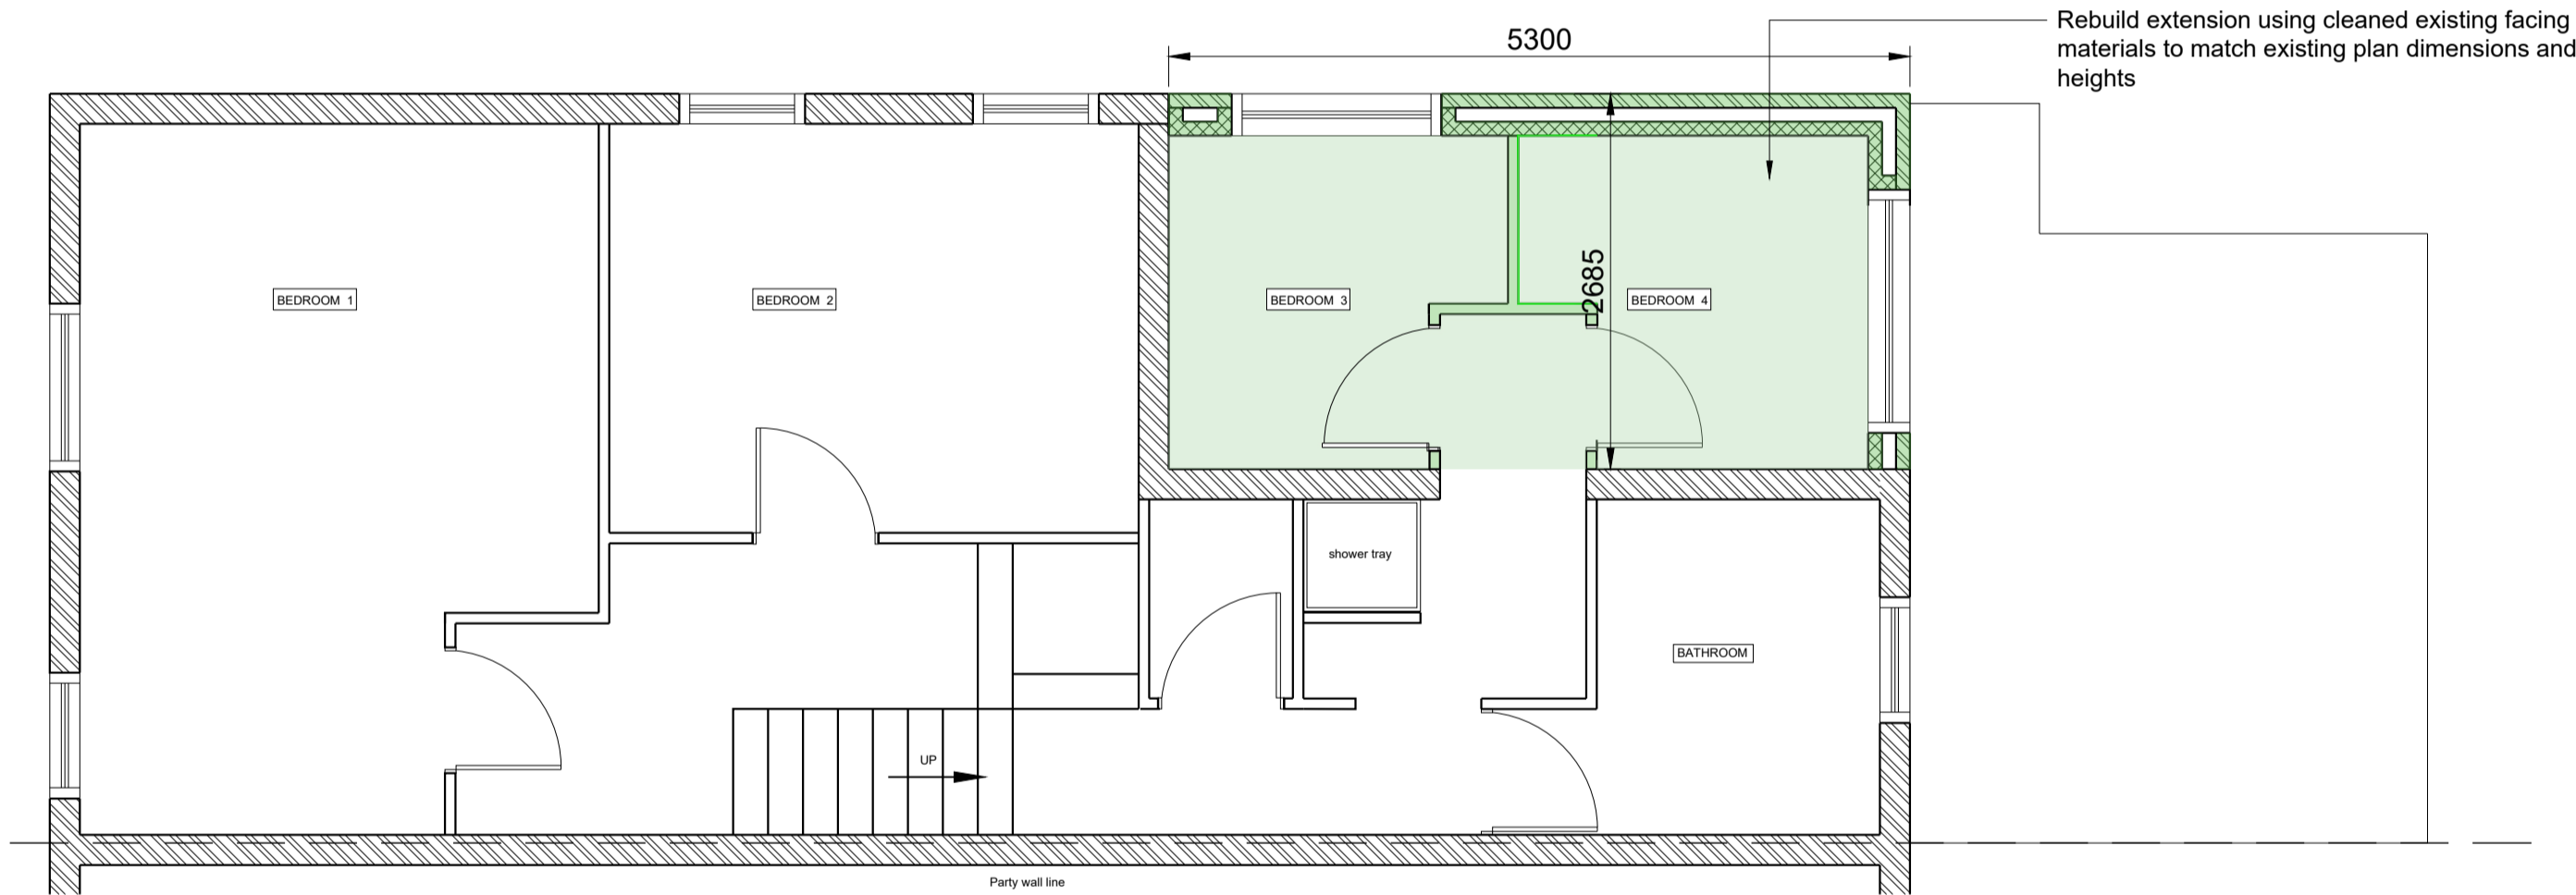 Rebuild extension using cleaned existing facing
materials to match existing plan dimensions and
heights
5300
2685
BEDROOM 1
BEDROOM 2
BEDROOM 3
BEDROOM 4
shower tray
BATHROOM
UP
Party wall line